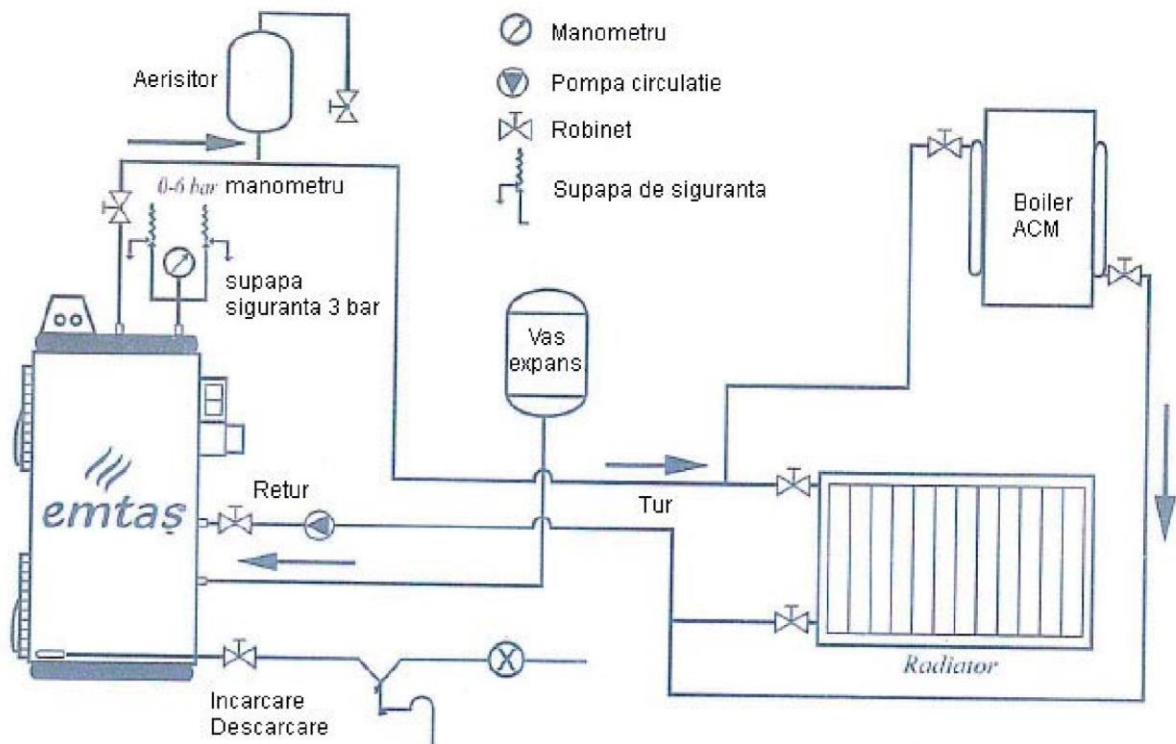 Manometru
Aerisitor
Pompa circulatie
Robinet
0-6 bar manometru
Supapa de siguranta
Boiler
ACM
supapa
siguranta 3 bar
Vas
expans.
emtaş
Retur
Tur
Radiator
Incarcare
Descarcare
X